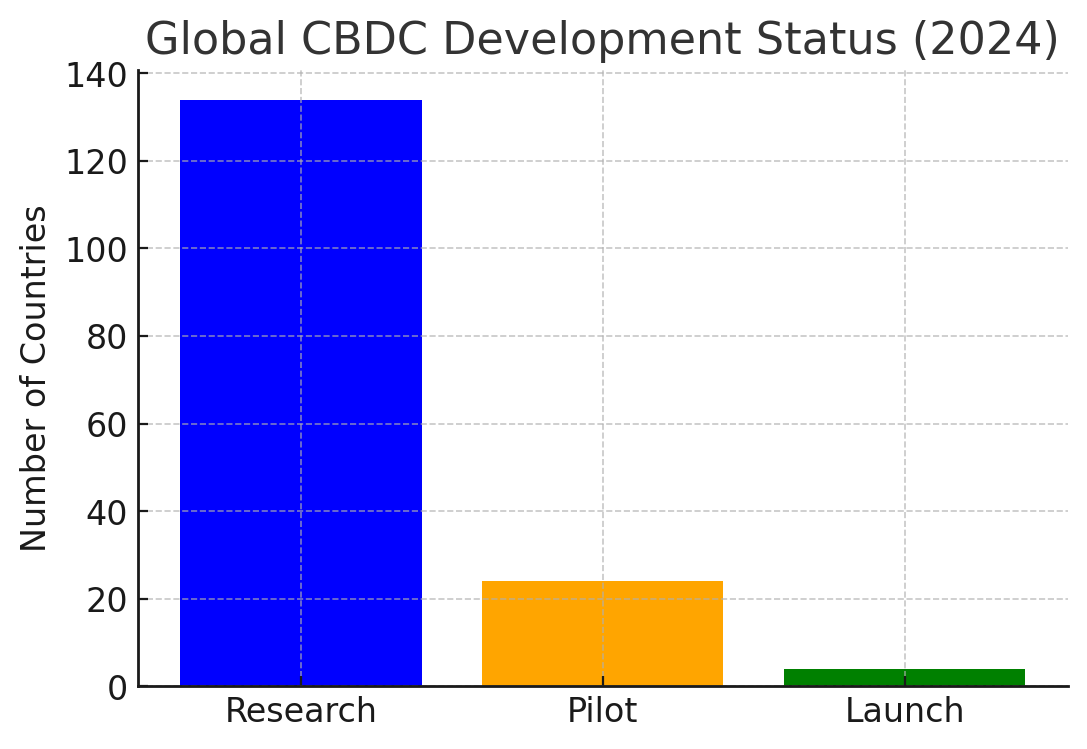 Global CBDC Development Status (2024)
Number of Countries
140
120
100
80
60
40
20
0
Research
Pilot
Launch